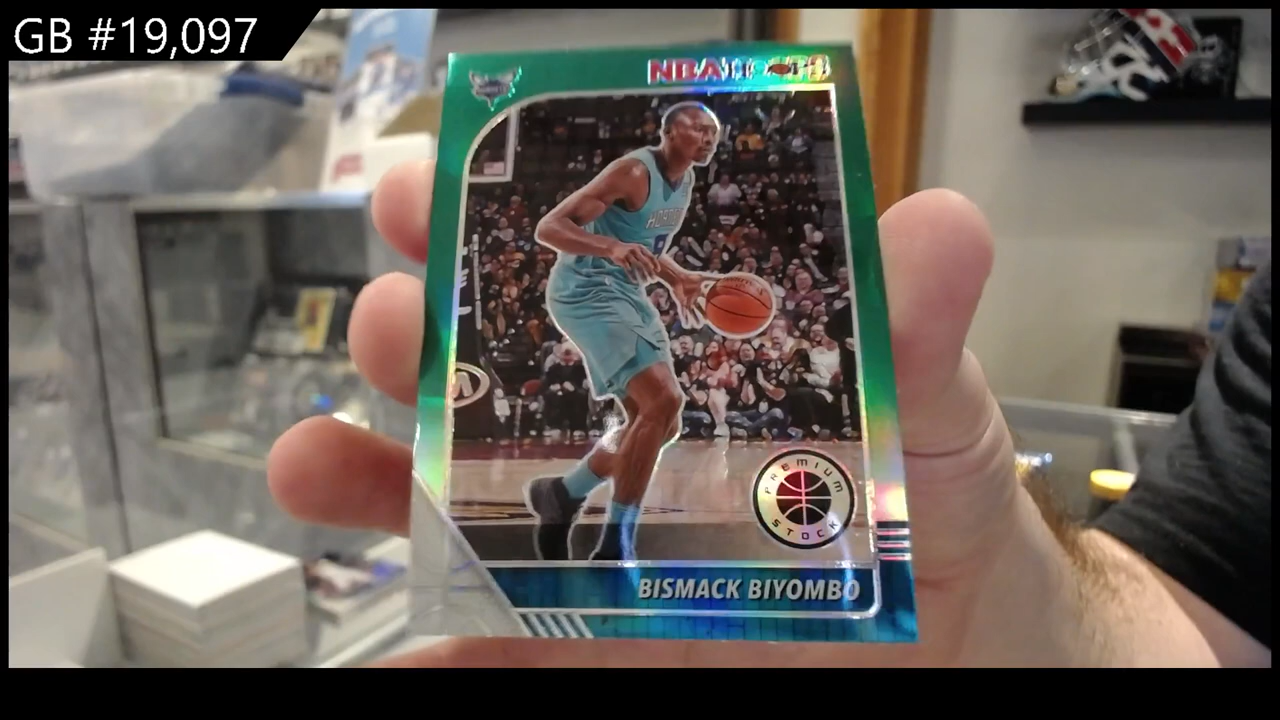 GB #19,097
NBA HOOPS
HORNETS
PREMIUM
STOCK
BISMACK BIYOMBO